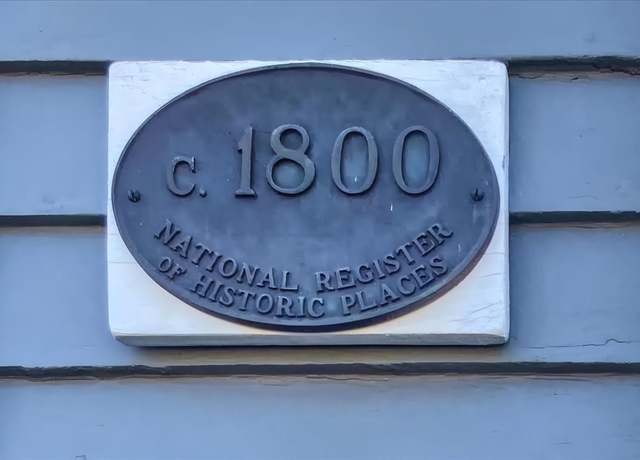 c. 1800
NATIONAL REGISTER
OF HISTORIC PLACES